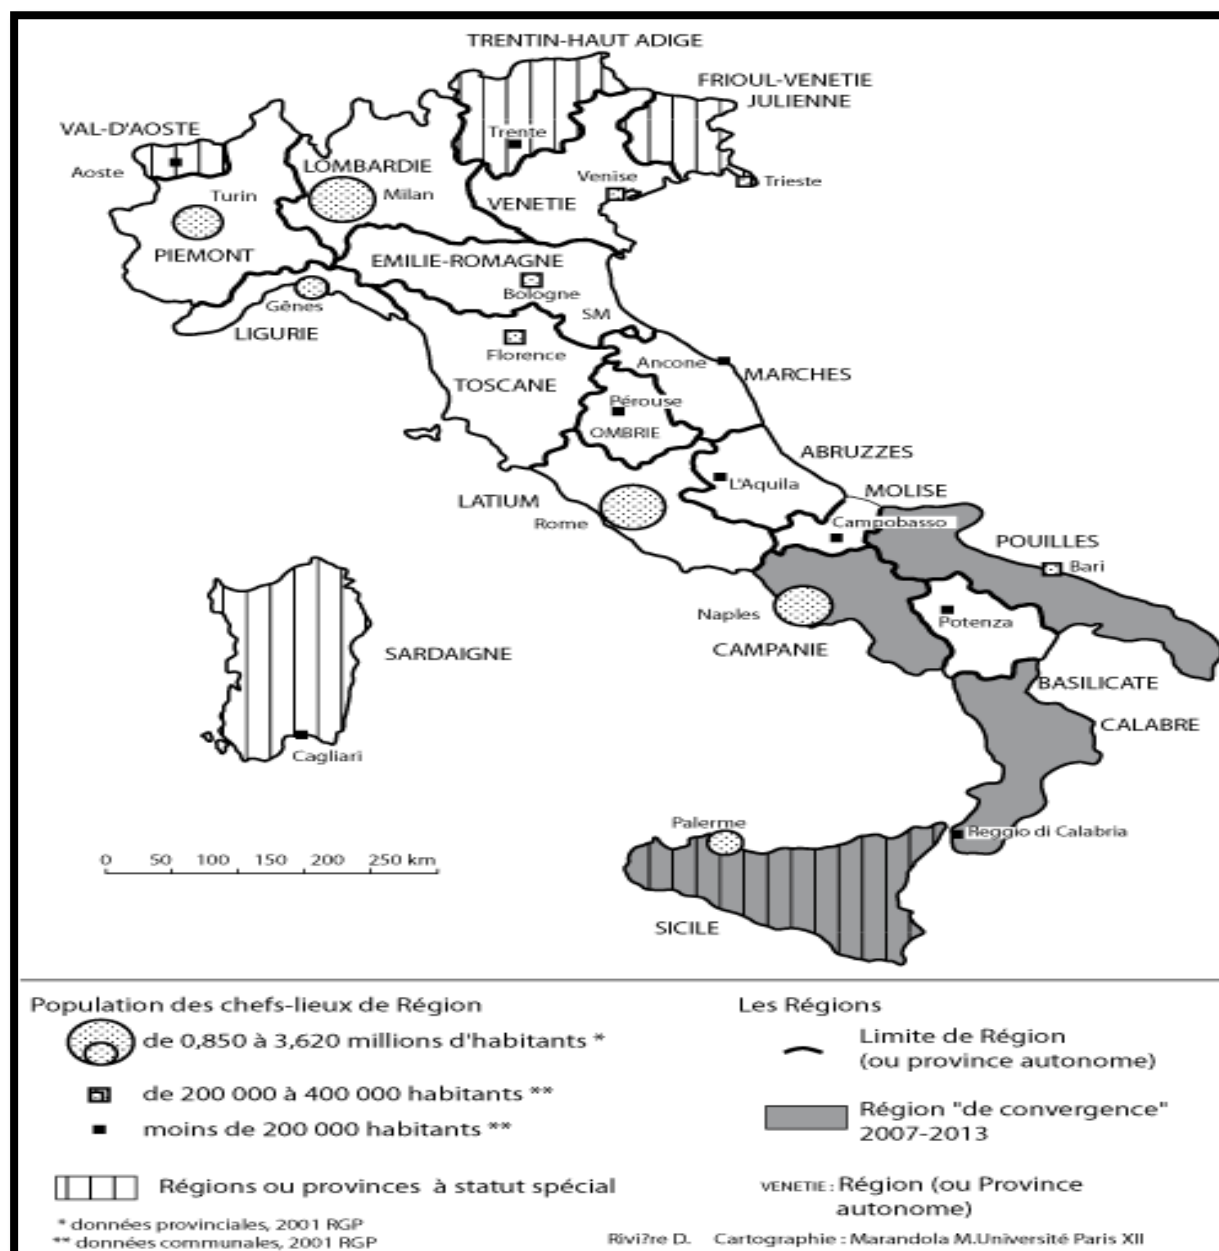 TRENTIN-HAUT ADIGE
FRIOUL-VENETIE
JULIENNE
VAL-D'AOSTE
Aoste
Trente
LOMBARDIE
Turin
Milan
Venise
Trieste
VENETIE
PIEMONT
EMILIE-ROMAGNE
Bologne
Gênes
SM
LIGURIE
Florence
Ancone
MARCHES
TOSCANE
Pérouse
OMBRIE
ABRUZZES
L'Aquila
MOLISE
LATIUM
Rome
Campobasso
POUILLES
Bari
Naples
Potenza
CAMPANIE
SARDAIGNE
BASILICATE
CALABRE
Cagliari
Palerme
Reggio di Calabria
0 50 100 150 200 250 km
SICILE
Population des chefs-lieux de Région
de 0,850 à 3,620 millions d'habitants *
de 200 000 à 400 000 habitants **
moins de 200 000 habitants **
Régions ou provinces à statut spécial
* données provinciales, 2001 RGP
** données communales, 2001 RGP
Les Régions
Limite de Région
(ou province autonome)
Région "de convergence"
2007-2013
VENETIE : Région (ou Province
autonome)
Rivi?re D. Cartographie : Marandola M.Université Paris XII